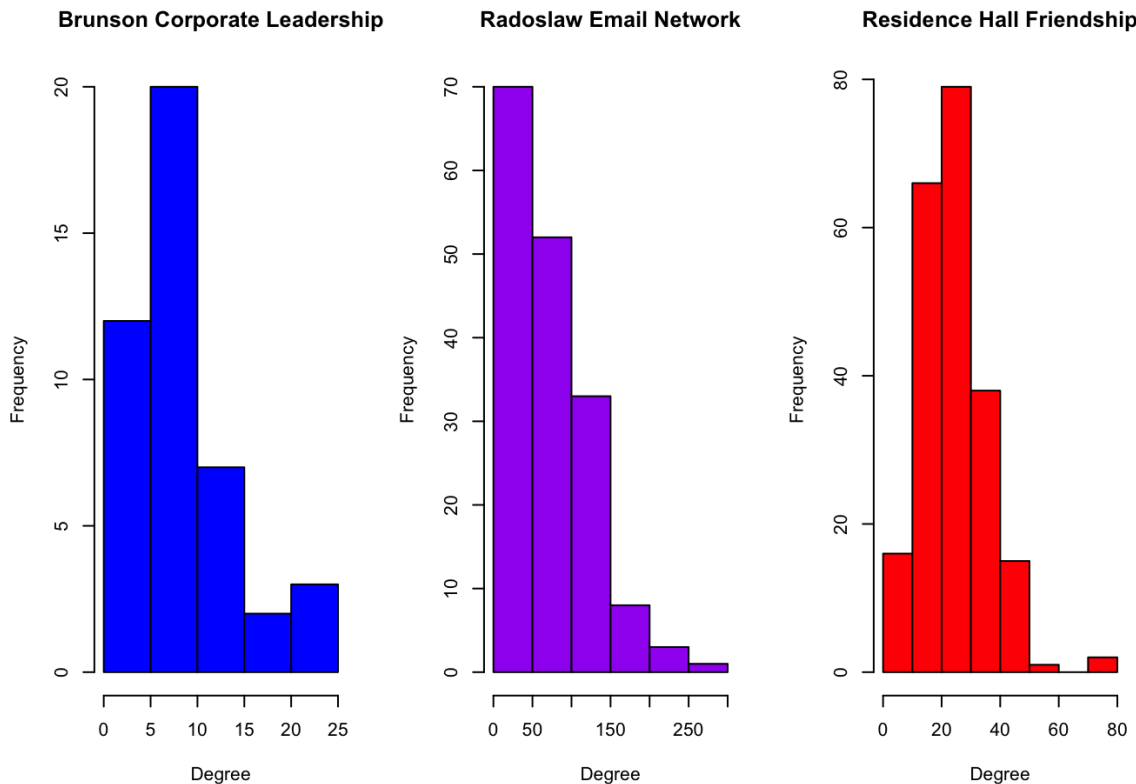 Brunson Corporate Leadership
Frequency
0
5
10
15
20
0 5 10 15 20 25
Degree
Radoslaw Email Network
Frequency
0
10
20
30
40
50
60
70
0 50 150 250
Degree
Residence Hall Friendship
Frequency
0
20
40
60
80
0 20 40 60 80
Degree